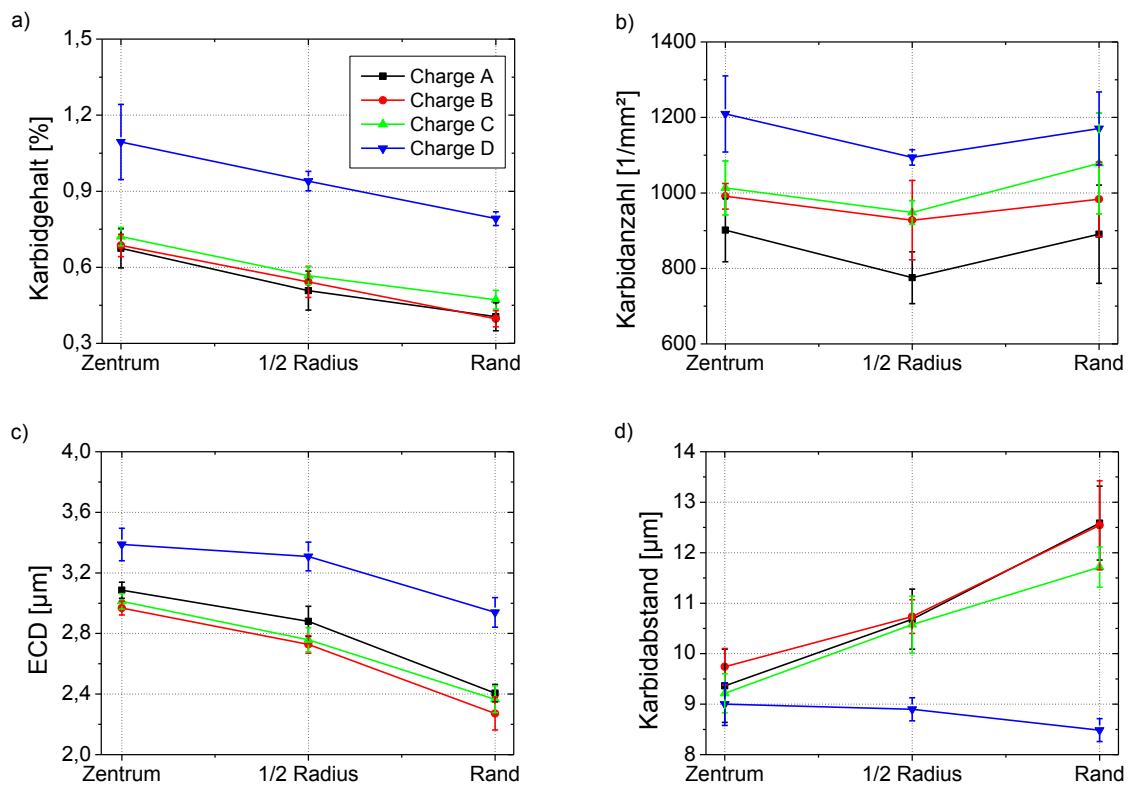 a)
Karbidgehalt [%]
1,5
1,2
0,9
0,6
0,3
Charge A
Charge B
Charge C
Charge D
Zentrum 1/2 Radius Rand
b)
Karbidanzahl [1/mm²]
1400
1200
1000
800
600
Zentrum 1/2 Radius Rand
c)
ECD [µm]
4,0
3,6
3,2
2,8
2,4
2,0
Zentrum 1/2 Radius Rand
d)
Karbidabstand [µm]
14
13
12
11
10
9
8
Zentrum 1/2 Radius Rand